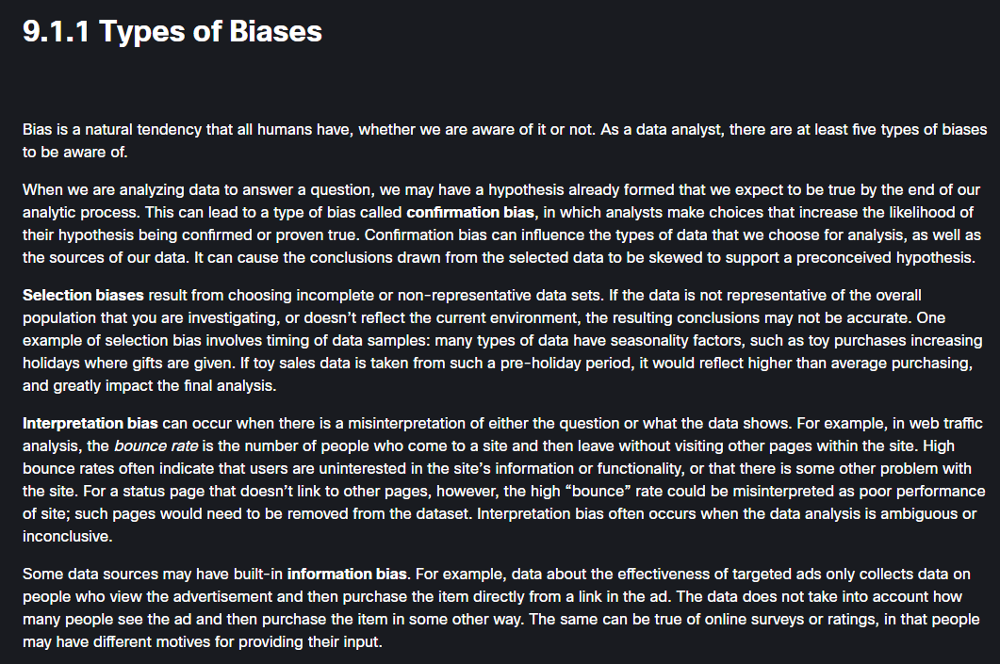 9.1.1 Types of Biases
Bias is a natural tendency that all humans have, whether we are aware of it or not. As a data analyst, there are at least five types of biases
to be aware of.
When we are analyzing data to answer a question, we may have a hypothesis already formed that we expect to be true by the end of our
analytic process. This can lead to a type of bias called confirmation bias, in which analysts make choices that increase the likelihood of
their hypothesis being confirmed or proven true. Confirmation bias can influence the types of data that we choose for analysis, as well as
the sources of our data. It can cause the conclusions drawn from the selected data to be skewed to support a preconceived hypothesis.
Selection biases result from choosing incomplete or non-representative data sets. If the data is not representative of the overall
population that you are investigating, or doesn't reflect the current environment, the resulting conclusions may not be accurate. One
example of selection bias involves timing of data samples: many types of data have seasonality factors, such as toy purchases increasing
holidays where gifts are given. If toy sales data is taken from such a pre-holiday period, it would reflect higher than average purchasing,
and greatly impact the final analysis.
Interpretation bias can occur when there is a misinterpretation of either the question or what the data shows. For example, in web traffic
analysis, the bounce rate is the number of people who come to a site and then leave without visiting other pages within the site. High
bounce rates often indicate that users are uninterested in the site's information or functionality, or that there is some other problem with
the site. For a status page that doesn't link to other pages, however, the high “bounce” rate could be misinterpreted as poor performance
of site; such pages would need to be removed from the dataset. Interpretation bias often occurs when the data analysis is ambiguous or
inconclusive.
Some data sources may have built-in information bias. For example, data about the effectiveness of targeted ads only collects data on
people who view the advertisement and then purchase the item directly from a link in the ad. The data does not take into account how
many people see the ad and then purchase the item in some other way. The same can be true of online surveys or ratings, in that people
may have different motives for providing their input.